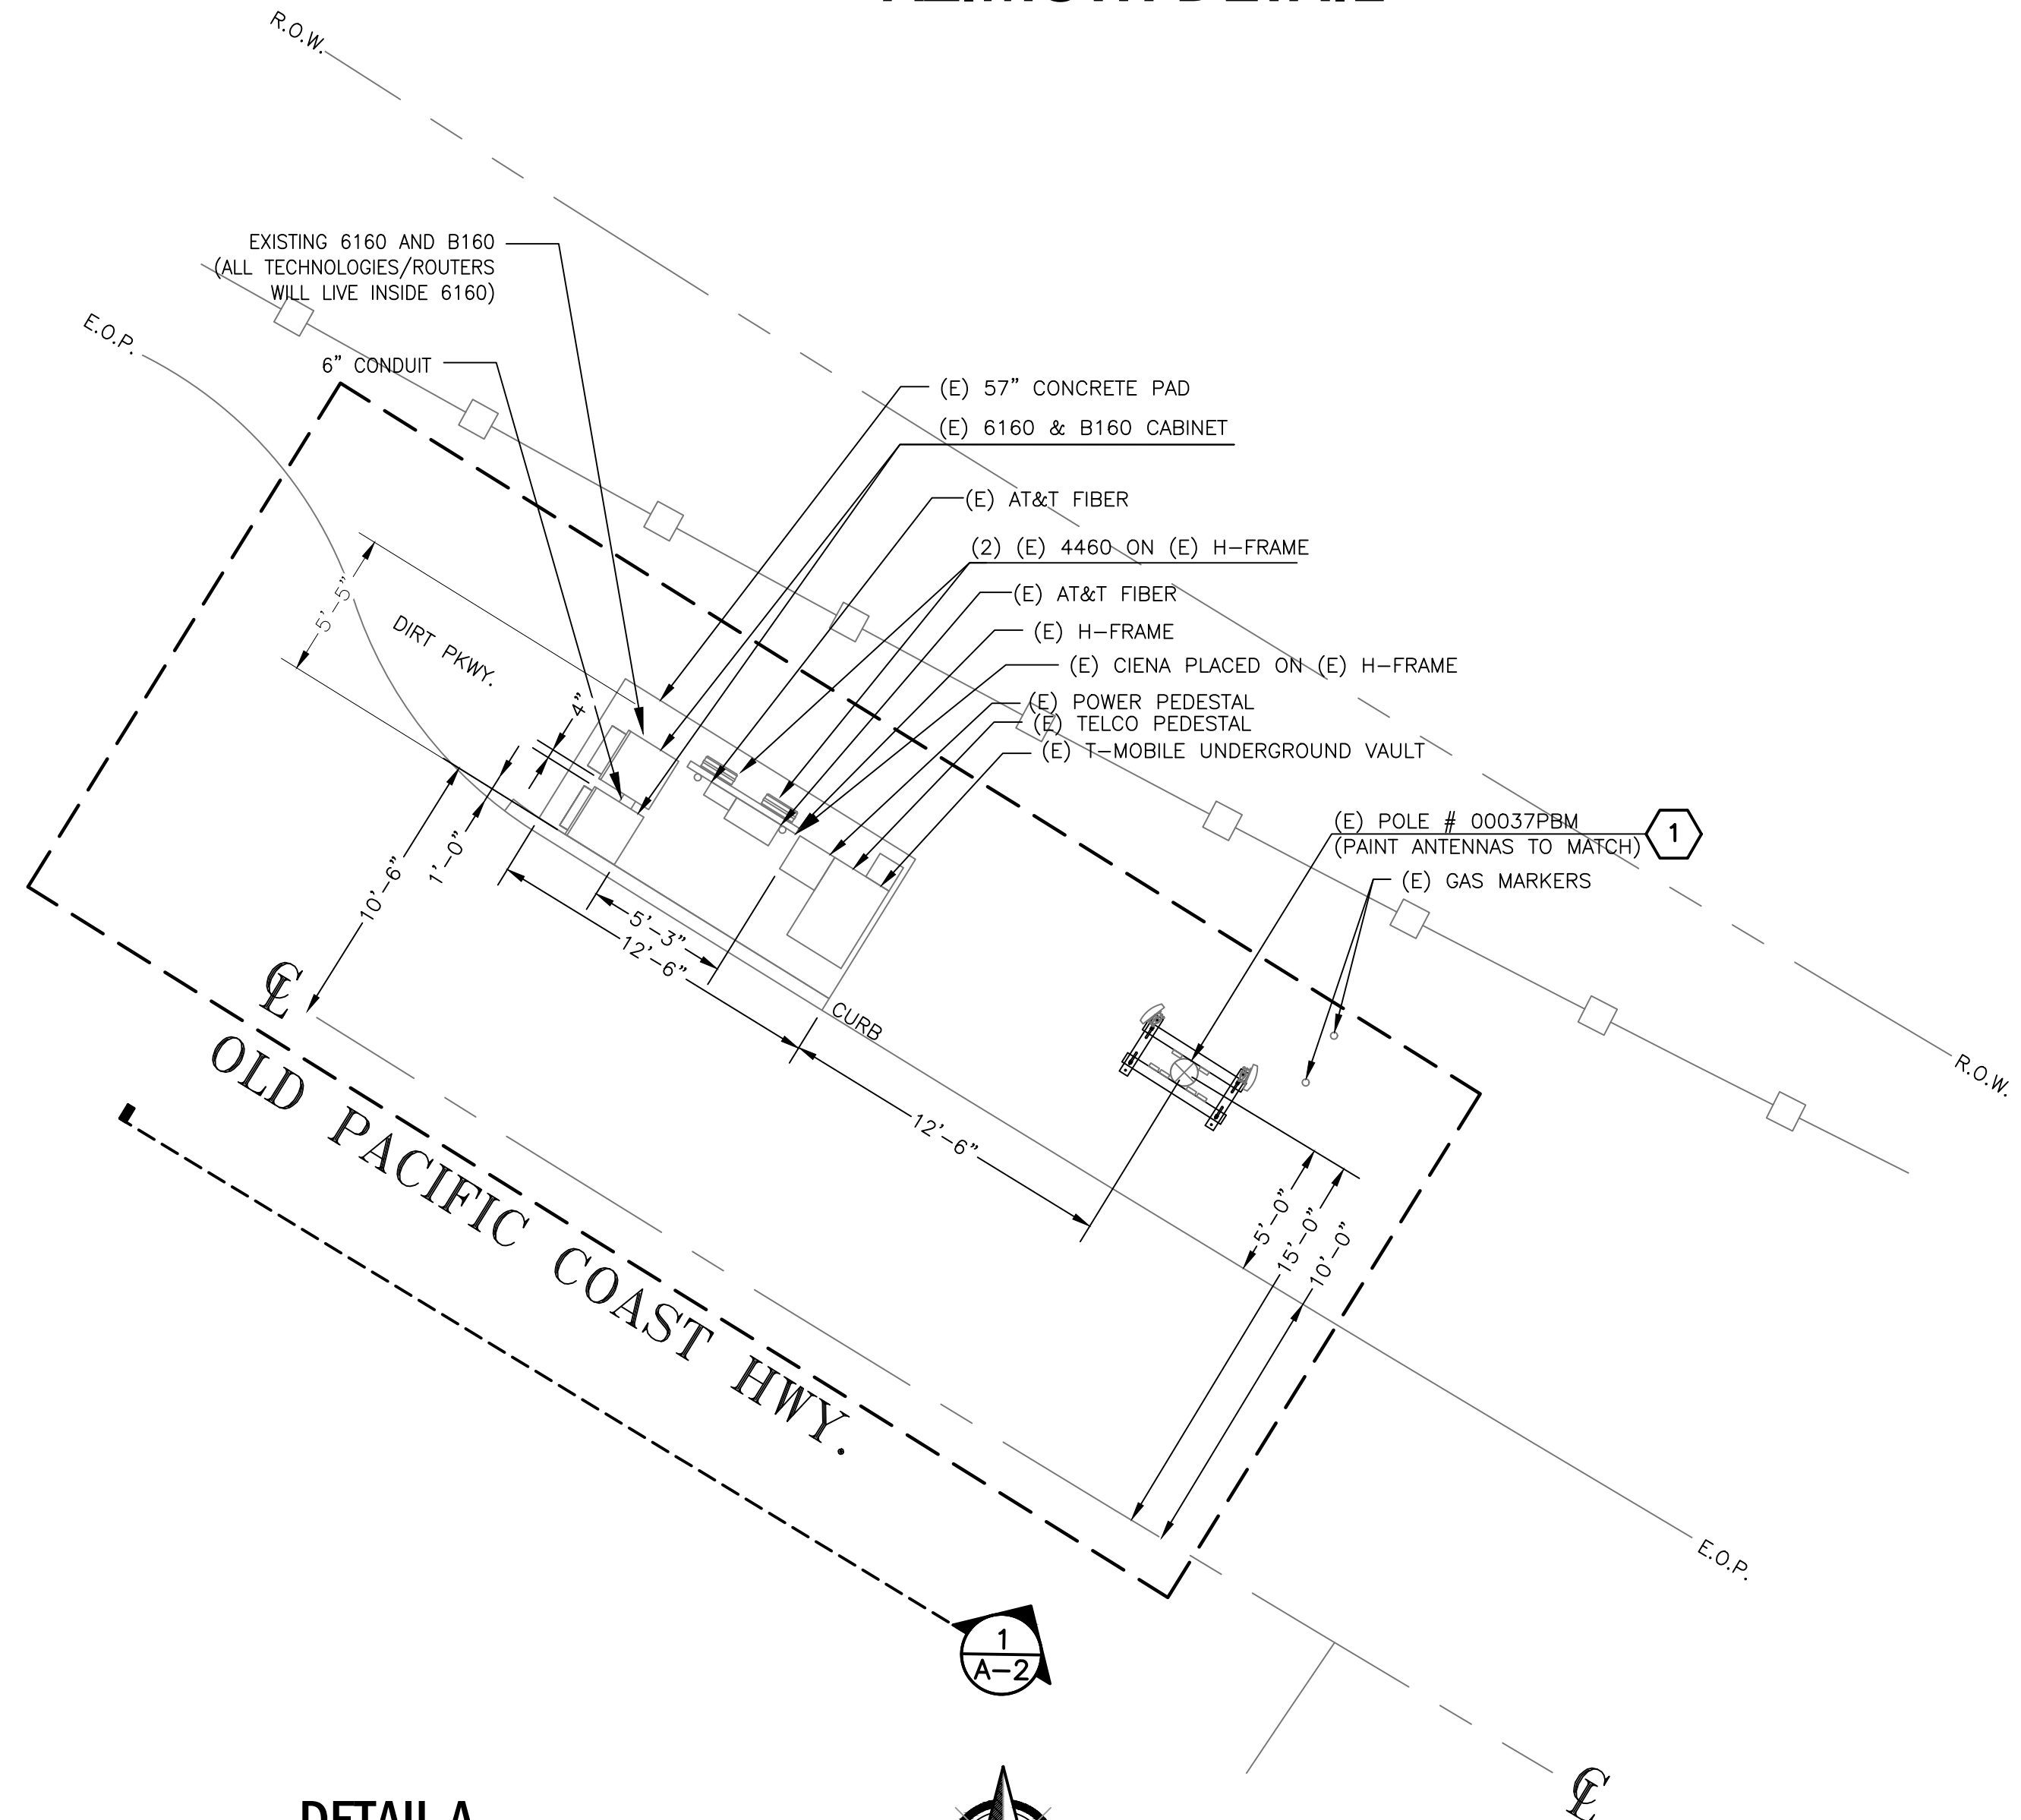 R.O.W.
EXISTING 6160 AND B160
(ALL TECHNOLOGIES/ROUTERS
WILL LIVE INSIDE 6160)
E.O.P.
6" CONDUIT
(E) 57" CONCRETE PAD
(E) 6160 & B160 CABINET
(E) AT&T FIBER
(2) (E) 4460 ON (E) H-FRAME
(E) AT&T FIBER
(E) H-FRAME
(E) CIENA PLACED ON (E) H-FRAME
(E) POWER PEDESTAL
(E) TELCO PEDESTAL
(E) T-MOBILE UNDERGROUND VAULT
5'-5"
DIRT PKWY.
4"
(E) POLE # 00037PBM
(PAINT ANTENNAS TO MATCH)
1
(E) GAS MARKERS
10'-6"
1'-0"
5'-3"
12'-6"
CL
CURB
OLD PACIFIC COAST HWY.
12'-6"
R.O.W.
5'-0"
15'-0"
10'-0"
E.O.P.
1
A-2
CL
DETAIL A